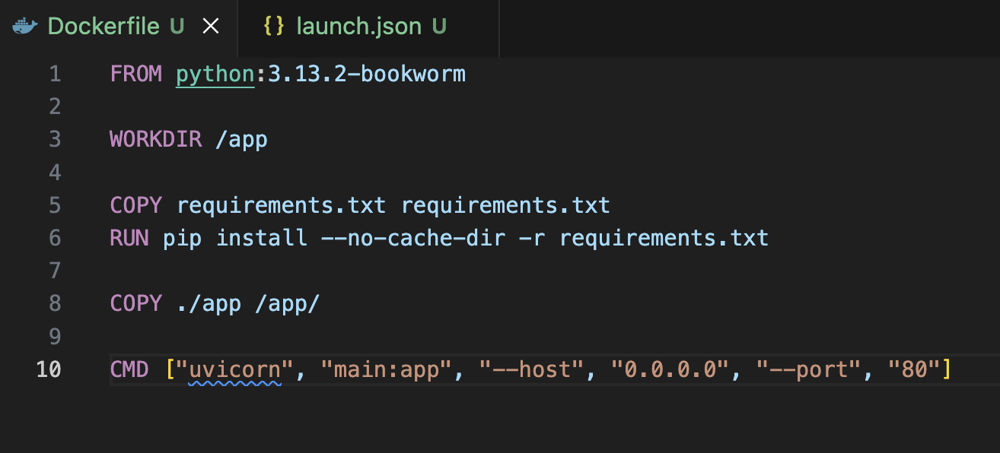 Dockerfile U × {} launch.json U
1 FROM python:3.13.2-bookworm
2
3 WORKDIR /app
4
5 COPY requirements.txt requirements.txt
6 RUN pip install --no-cache-dir -r requirements.txt
7
8 COPY ./app /app/
9
10 CMD ["uvicorn", "main:app", "--host", "0.0.0.0", "--port", "80"]